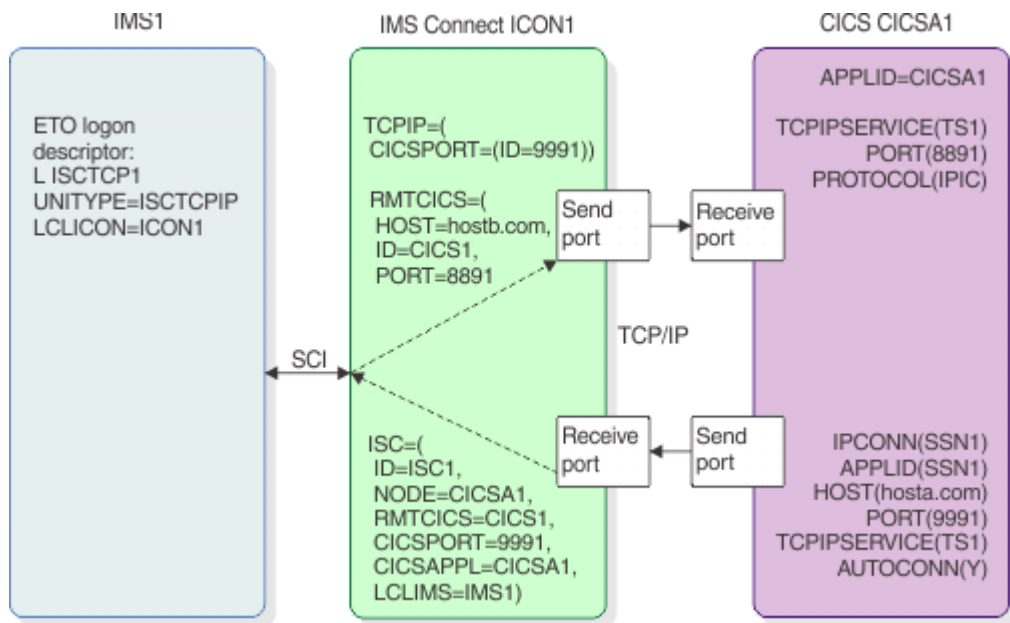 IMS1
IMS Connect ICON1
CICS CICSA1
ETO logon
descriptor:
L ISCTCP1
UNITYPE=ISCTCPIP
LCLICON=ICON1
SCI
TCPIP=(
CICSPORT=(ID=9991))
RMTCICS=(
HOST=hostb.com,
ID=CICS1,
PORT=8891
Send
port
Receive
port
TCP/IP
ISC=(
ID=ISC1,
NODE=CICSA1,
RMTCICS=CICS1,
CICSPORT=9991,
CICSAPPL=CICSA1,
LCLIMS=IMS1)
Receive
port
Send
port
APPLID=CICSA1
TCPIPSERVICE(TS1)
PORT(8891)
PROTOCOL(IPIC)
IPCONN(SSN1)
APPLID(SSN1)
HOST(hosta.com)
PORT(9991)
TCPIPSERVICE(TS1)
AUTOCONN(Y)